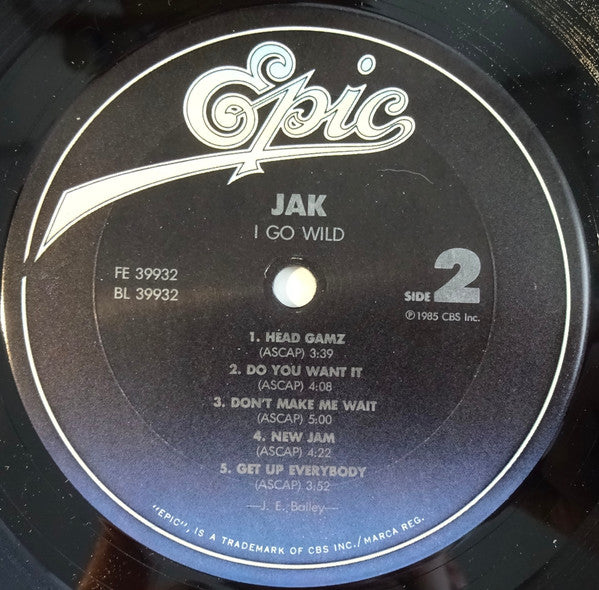 Epic
JAK
I GO WILD
FE 39932
BL 39932
SIDE 2
℗1985 CBS Inc.
1. HEAD GAMZ
(ASCAP) 3:39
2. DO YOU WANT IT
(ASCAP) 4:08
3. DON'T MAKE ME WAIT
(ASCAP) 5:00
4. NEW JAM
(ASCAP) 4:22
5. GET UP EVERYBODY
(ASCAP) 3:52
—J. E. Bailey—
"EPIC", IS A TRADEMARK OF CBS INC./MARCA REG.